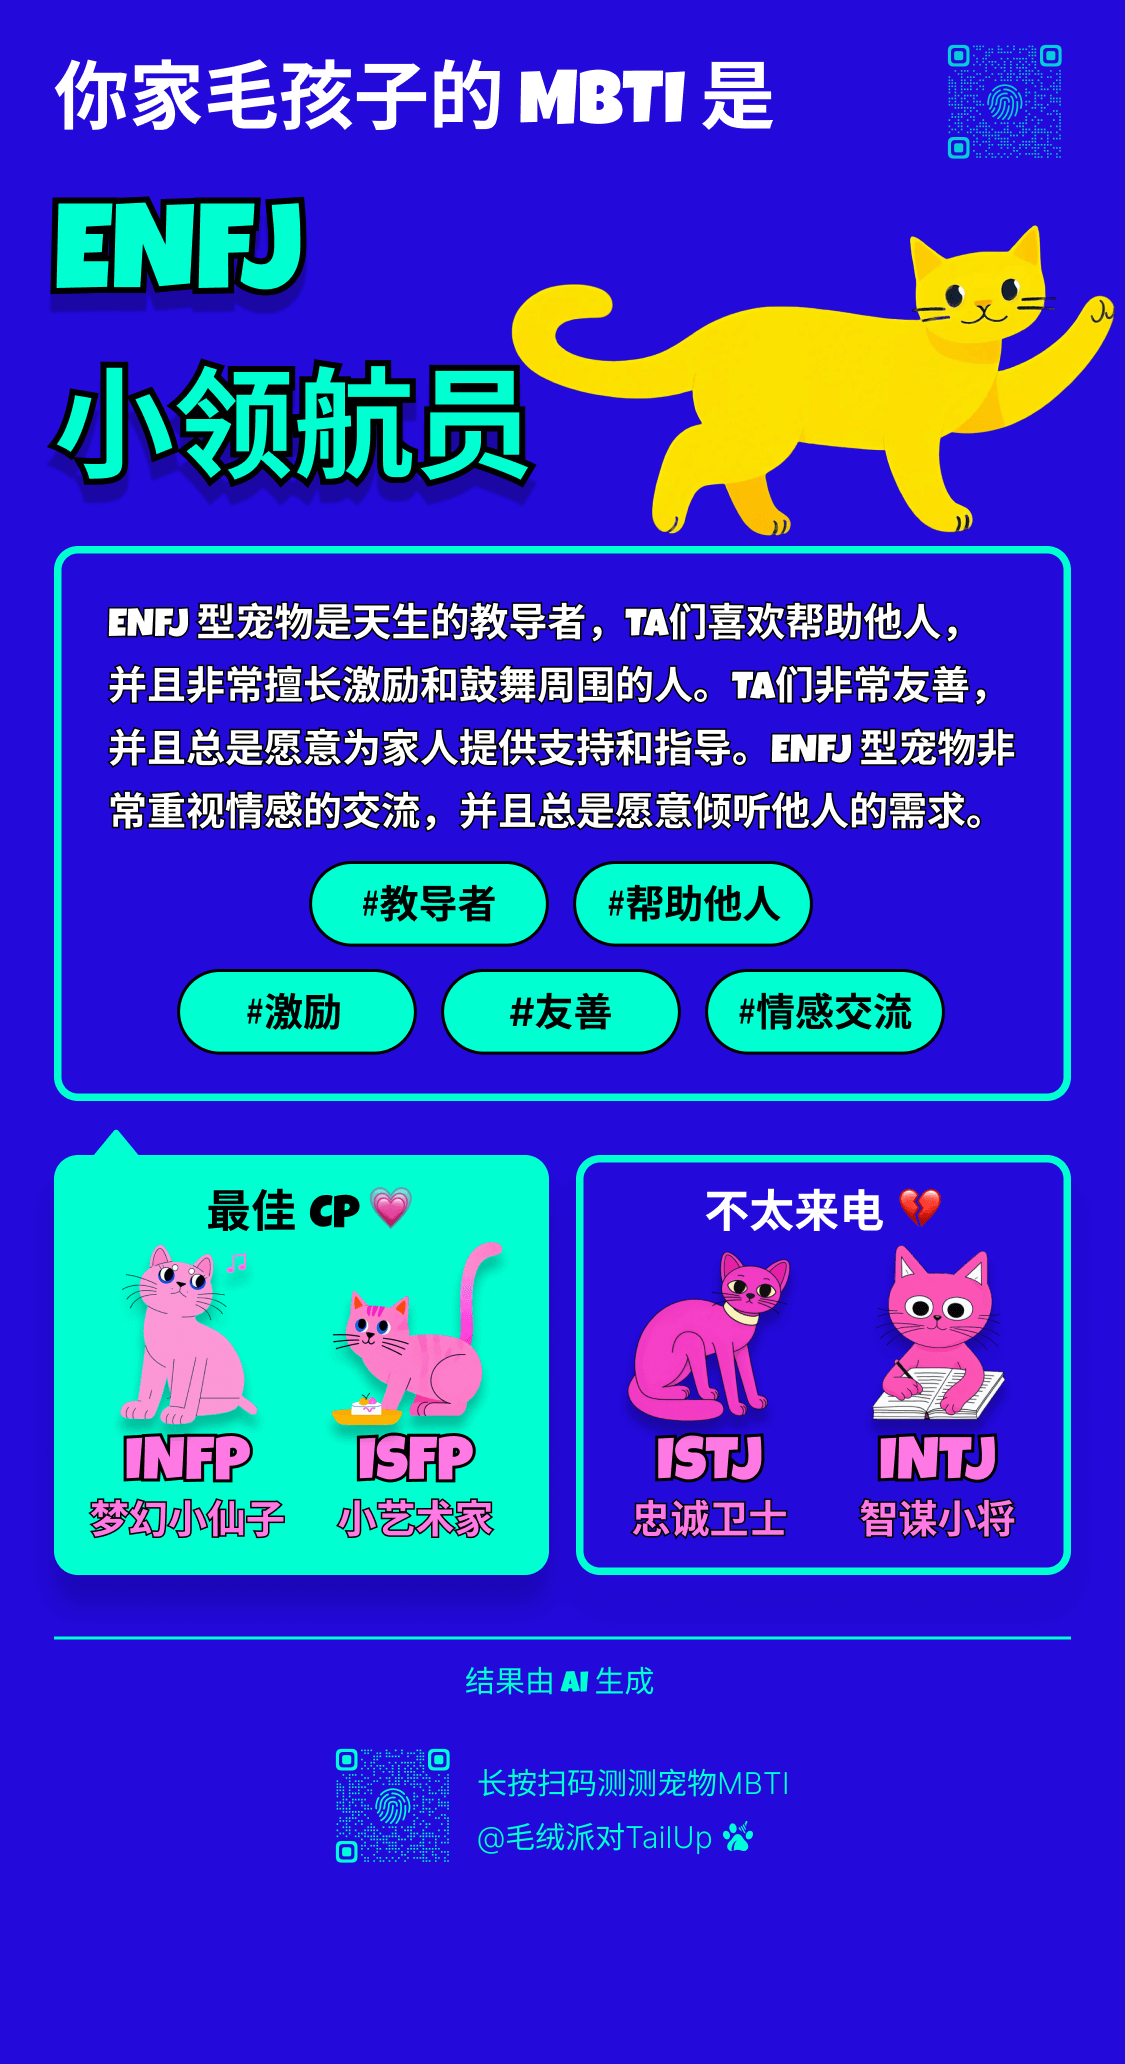 你家毛孩子的 MBTI 是
ENFJ
小领航员
ENFJ 型宠物是天生的教导者，TA们喜欢帮助他人，
并且非常擅长激励和鼓舞周围的人。TA们非常友善，
并且总是愿意为家人提供支持和指导。ENFJ 型宠物非
常重视情感的交流，并且总是愿意倾听他人的需求。
#教导者 #帮助他人
#激励 #友善 #情感交流
最佳 CP 💗
INFP ISFP
梦幻小仙子 小艺术家
不太来电 💔
ISTJ INTJ
忠诚卫士 智谋小将
结果由 AI 生成
长按扫码测测宠物MBTI
@毛绒派对TailUp